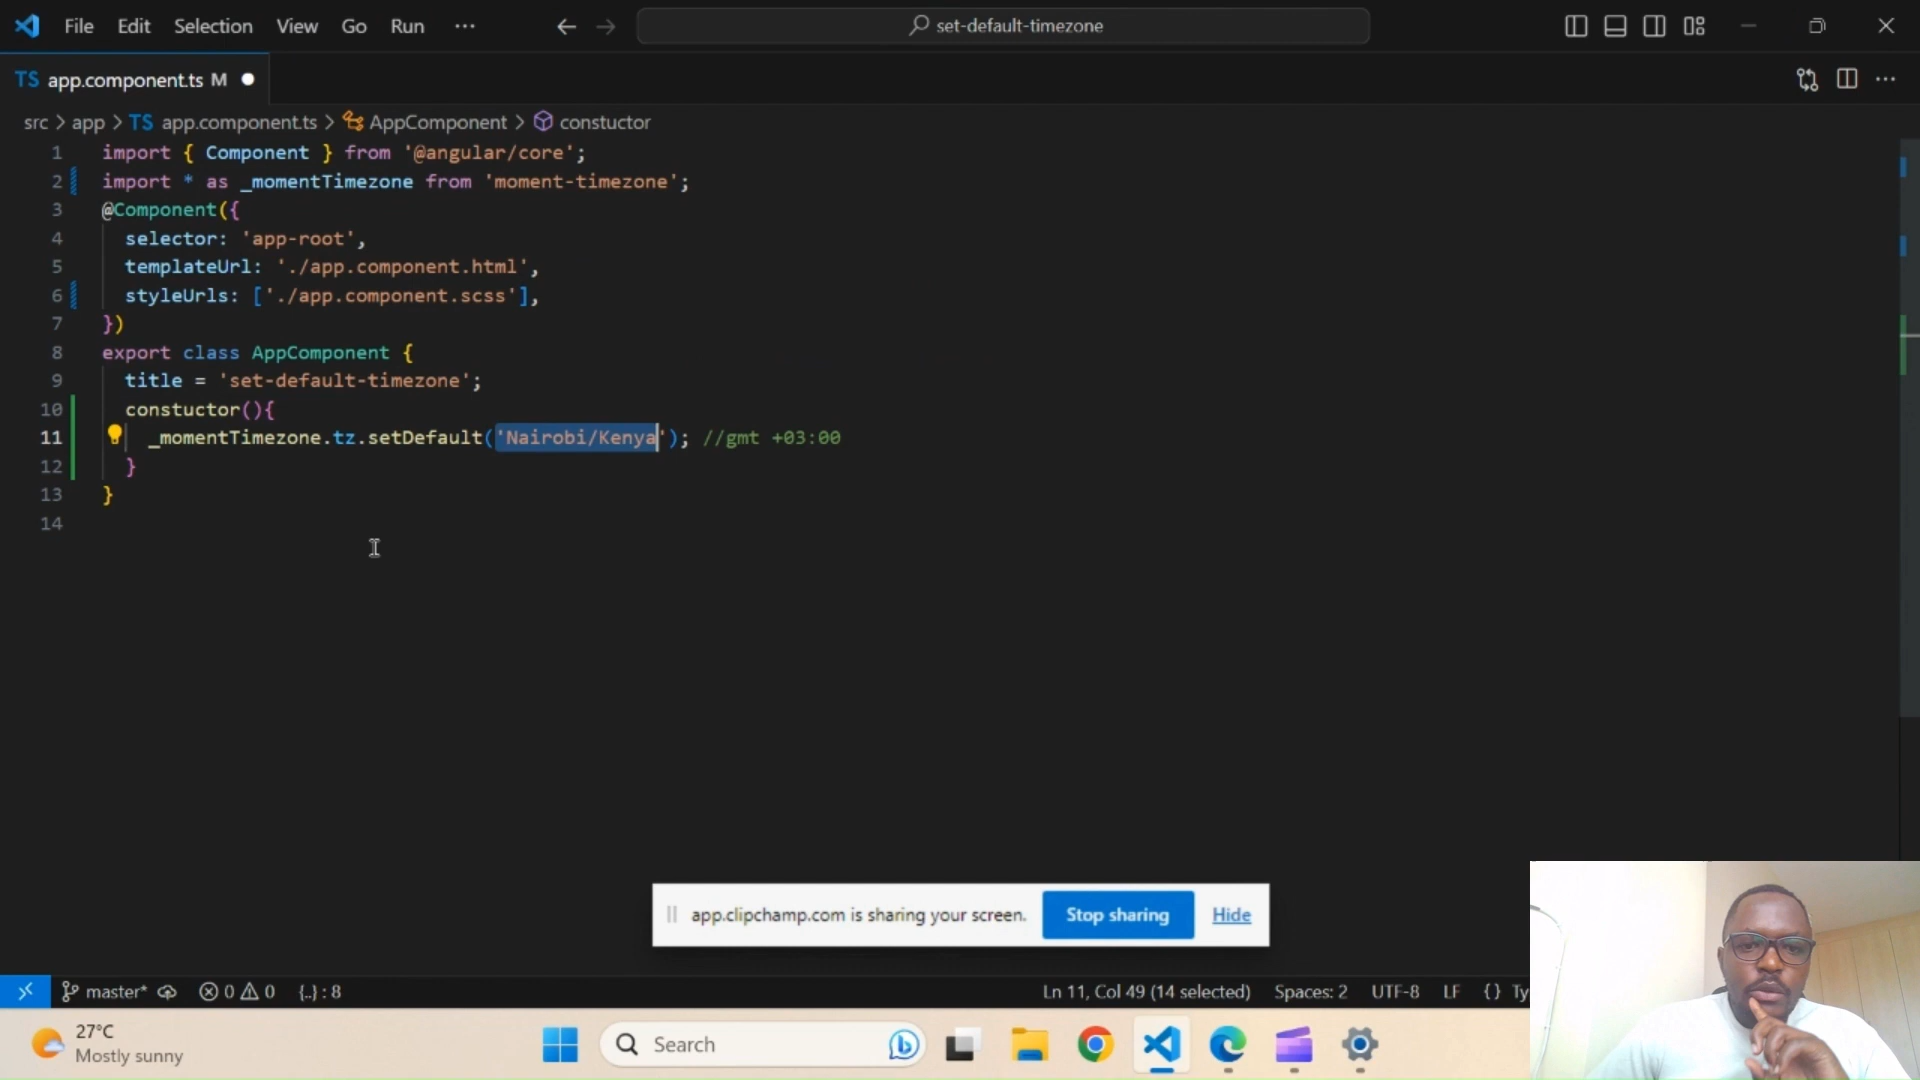 File Edit Selection View Go Run ··· set-default-timezone
TS app.component.ts M
src > app > TS app.component.ts > AppComponent > constuctor
1 import { Component } from '@angular/core';
2 import * as _momentTimezone from 'moment-timezone';
3 @Component({
4 selector: 'app-root',
5 templateUrl: './app.component.html',
6 styleUrls: ['./app.component.scss'],
7 })
8 export class AppComponent {
9 title = 'set-default-timezone';
10 constuctor(){
11 _momentTimezone.tz.setDefault('Nairobi/Kenya'); //gmt +03:00
12 }
13 }
14
app.clipchamp.com is sharing your screen. Stop sharing Hide
master* 0 0 {..} : 8 Ln 11, Col 49 (14 selected) Spaces: 2 UTF-8 LF {} Ty
27°C
Mostly sunny
Search